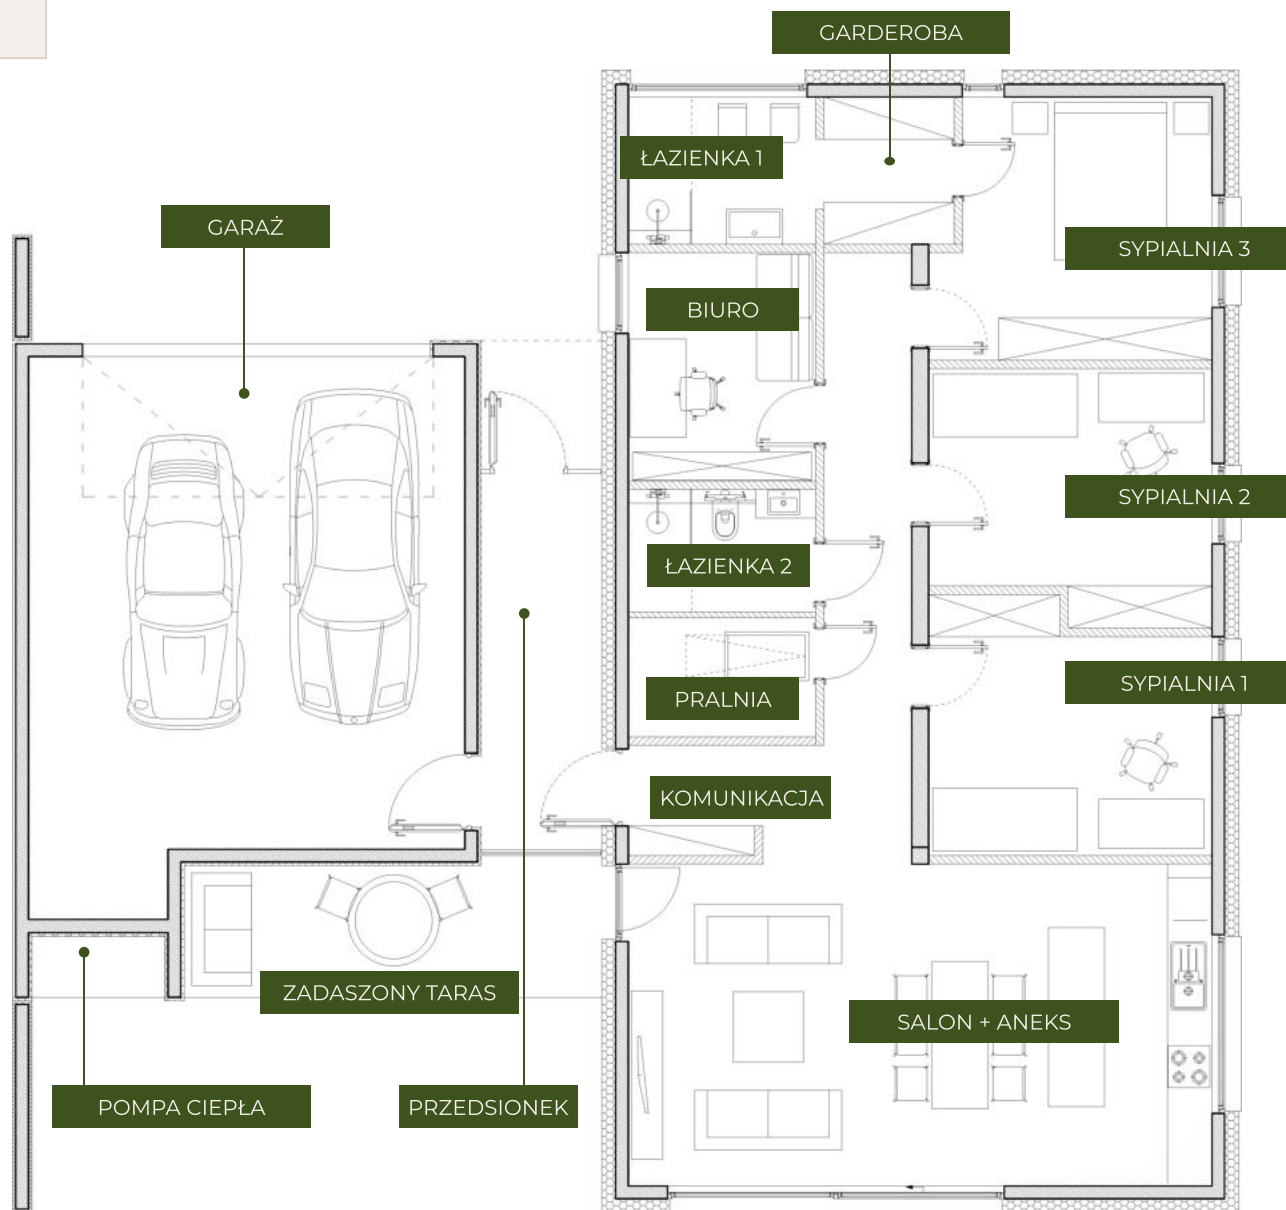 GARDEROBA
ŁAZIENKA 1
GARAŻ
SYPIALNIA 3
BIURO
SYPIALNIA 2
ŁAZIENKA 2
SYPIALNIA 1
PRALNIA
KOMUNIKACJA
ZADASZONY TARAS
SALON + ANEKS
POMPA CIEPŁA
PRZEDSIONEK